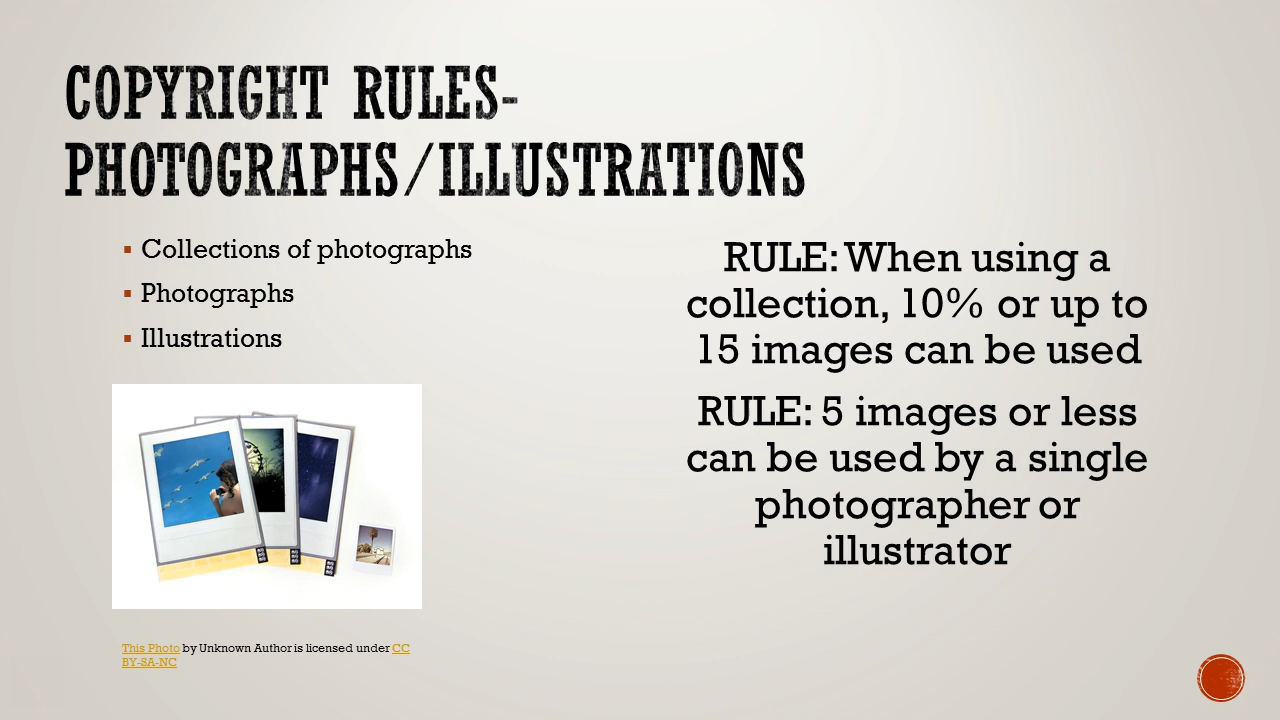 COPYRIGHT RULES-
PHOTOGRAPHS/ILLUSTRATIONS
Collections of photographs
Photographs
Illustrations
RULE: When using a
collection, 10% or up to
15 images can be used
RULE: 5 images or less
can be used by a single
photographer or
illustrator
This Photo by Unknown Author is licensed under CC
BY-SA-NC